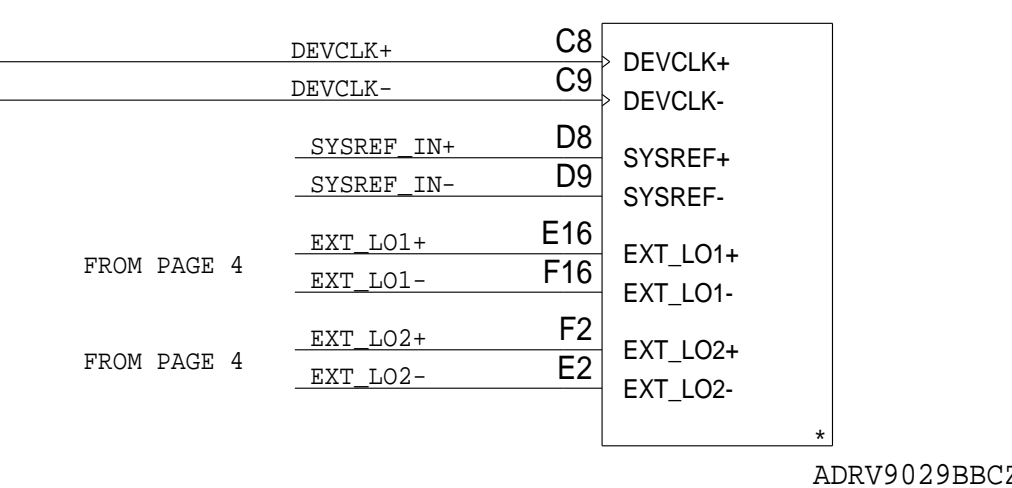 DEVCLK+ C8 DEVCLK+
DEVCLK- C9 DEVCLK-
SYSREF_IN+ D8 SYSREF+
SYSREF_IN- D9 SYSREF-
EXT_LO1+ E16 EXT_LO1+
FROM PAGE 4
EXT_LO1- F16 EXT_LO1-
EXT_LO2+ F2 EXT_LO2+
FROM PAGE 4
EXT_LO2- E2 EXT_LO2-
*
ADRV9029BBCZ